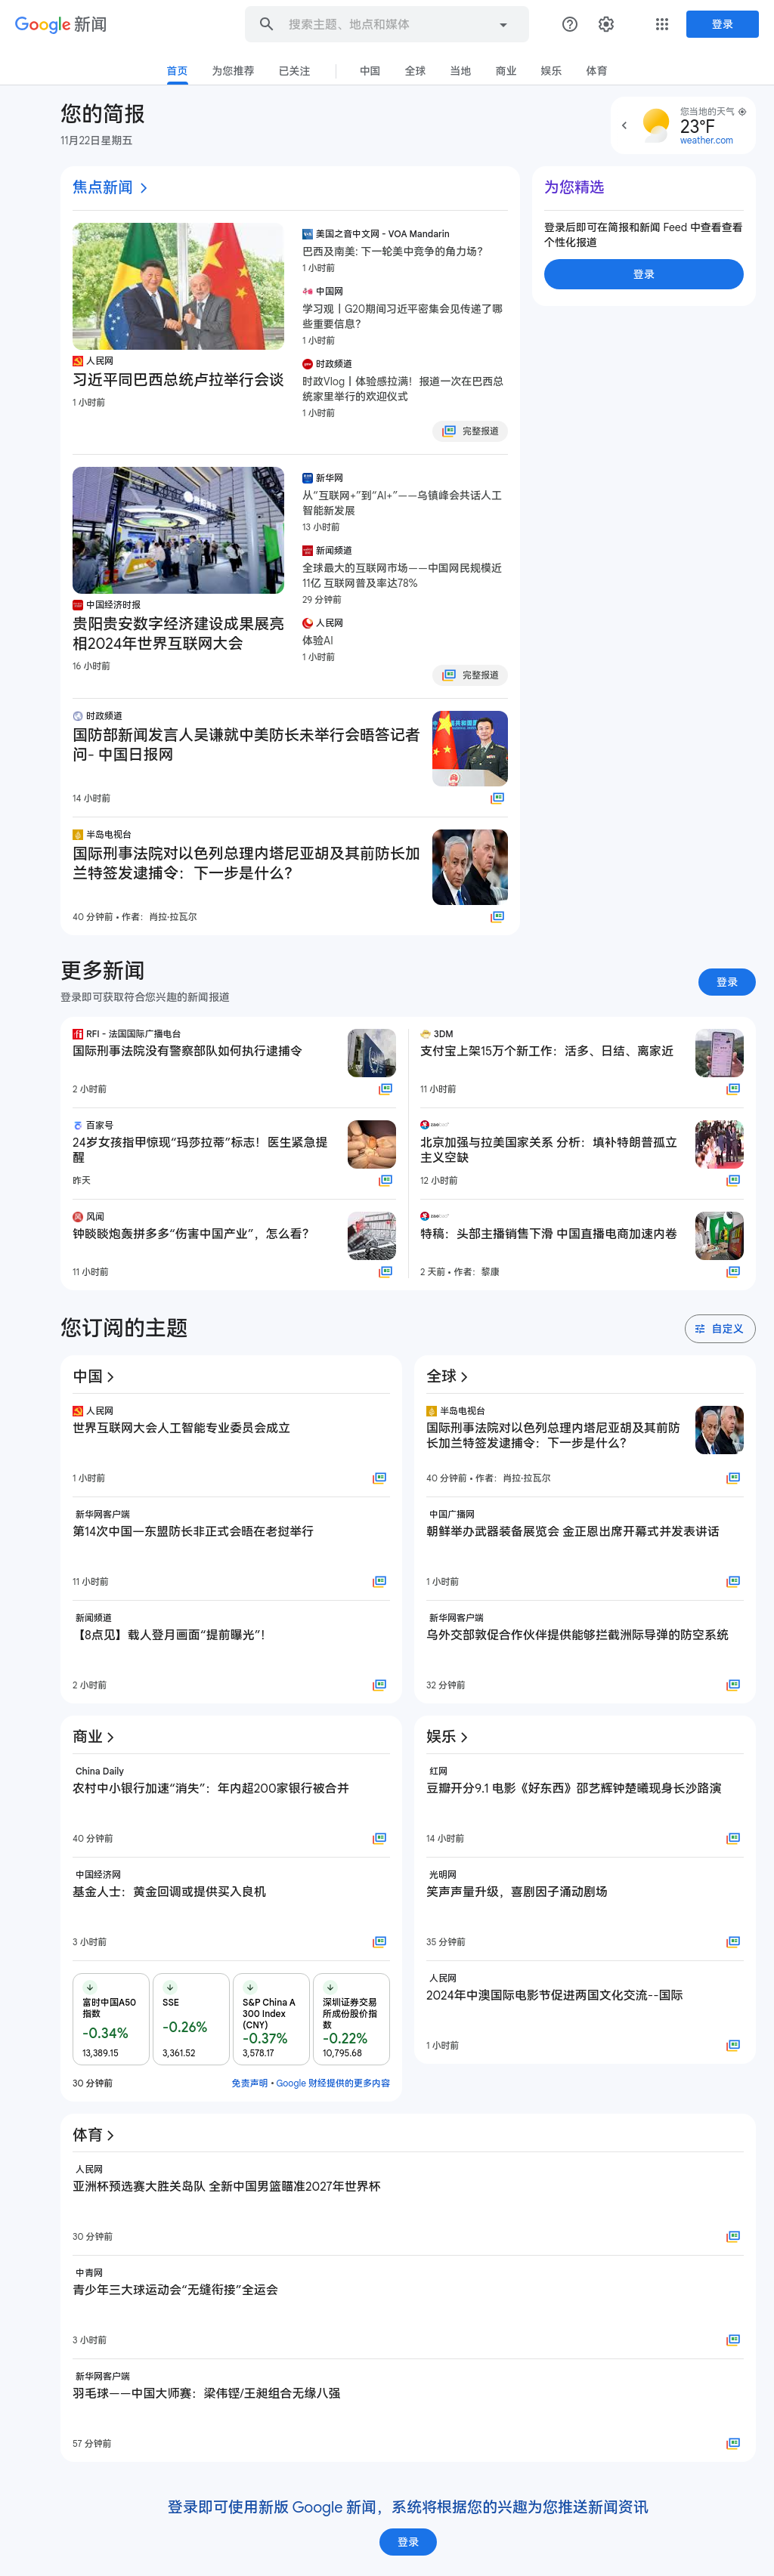 Google 新闻
搜索主题、地点和媒体
登录
首页
为您推荐
已关注
中国
全球
当地
商业
娱乐
体育
您的简报
11月22日星期五
您当地的天气
23°F
weather.com
焦点新闻
人民网
习近平同巴西总统卢拉举行会谈
1 小时前
美国之音中文网 - VOA Mandarin
巴西及南美: 下一轮美中竞争的角力场?
1 小时前
中国网
学习观丨G20期间习近平密集会见传递了哪
些重要信息?
1 小时前
时政频道
时政Vlog丨体验感拉满！报道一次在巴西总
统家里举行的欢迎仪式
1 小时前
完整报道
中国经济时报
贵阳贵安数字经济建设成果展亮
相2024年世界互联网大会
16 小时前
新华网
从“互联网+”到“AI+”——乌镇峰会共话人工
智能新发展
13 小时前
新闻频道
全球最大的互联网市场——中国网民规模近
11亿 互联网普及率达78%
29 分钟前
人民网
体验AI
1 小时前
完整报道
时政频道
国防部新闻发言人吴谦就中美防长未举行会晤答记者
问- 中国日报网
14 小时前
半岛电视台
国际刑事法院对以色列总理内塔尼亚胡及其前防长加
兰特签发逮捕令：下一步是什么？
40 分钟前 • 作者：肖拉·拉瓦尔
为您精选
登录后即可在简报和新闻 Feed 中查看查看
个性化报道
登录
更多新闻
登录即可获取符合您兴趣的新闻报道
登录
RFI - 法国国际广播电台
国际刑事法院没有警察部队如何执行逮捕令
2 小时前
百家号
24岁女孩指甲惊现“玛莎拉蒂”标志！医生紧急提
醒
昨天
风闻
钟睒睒炮轰拼多多“伤害中国产业”，怎么看？
11 小时前
3DM
支付宝上架15万个新工作：活多、日结、离家近
11 小时前
北京加强与拉美国家关系 分析：填补特朗普孤立
主义空缺
12 小时前
特稿：头部主播销售下滑 中国直播电商加速内卷
2 天前 • 作者：黎康
您订阅的主题
自定义
中国
人民网
世界互联网大会人工智能专业委员会成立
1 小时前
新华网客户端
第14次中国—东盟防长非正式会晤在老挝举行
11 小时前
新闻频道
【8点见】载人登月画面“提前曝光”！
2 小时前
全球
半岛电视台
国际刑事法院对以色列总理内塔尼亚胡及其前防
长加兰特签发逮捕令：下一步是什么？
40 分钟前 • 作者：肖拉·拉瓦尔
中国广播网
朝鲜举办武器装备展览会 金正恩出席开幕式并发表讲话
1 小时前
新华网客户端
乌外交部敦促合作伙伴提供能够拦截洲际导弹的防空系统
32 分钟前
商业
China Daily
农村中小银行加速“消失”：年内超200家银行被合并
40 分钟前
中国经济网
基金人士：黄金回调或提供买入良机
3 小时前
富时中国A50
指数
-0.34%
13,389.15
SSE
-0.26%
3,361.52
S&P China A
300 Index
(CNY)
-0.37%
3,578.17
深圳证券交易
所成份股价指
数
-0.22%
10,795.68
30 分钟前
免责声明 • Google 财经提供的更多内容
娱乐
红网
豆瓣开分9.1 电影《好东西》邵艺辉钟楚曦现身长沙路演
14 小时前
光明网
笑声声量升级，喜剧因子涌动剧场
35 分钟前
人民网
2024年中澳国际电影节促进两国文化交流--国际
1 小时前
体育
人民网
亚洲杯预选赛大胜关岛队 全新中国男篮瞄准2027年世界杯
30 分钟前
中青网
青少年三大球运动会“无缝衔接”全运会
3 小时前
新华网客户端
羽毛球——中国大师赛：梁伟铿/王昶组合无缘八强
57 分钟前
登录即可使用新版 Google 新闻，系统将根据您的兴趣为您推送新闻资讯
登录